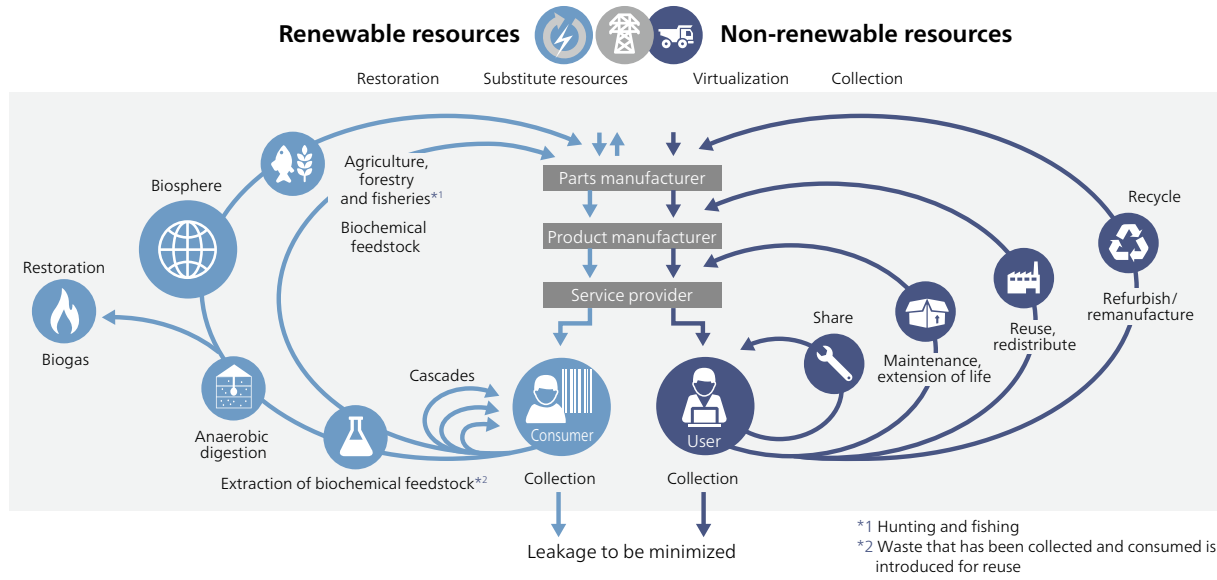 Renewable resources
Non-renewable resources
Restoration
Substitute resources
Virtualization
Collection
Agriculture,
forestry
and fisheries*1
Biochemical
feedstock
Biosphere
Restoration
Biogas
Anaerobic
digestion
Extraction of biochemical feedstock*2
Cascades
Parts manufacturer
Product manufacturer
Service provider
Consumer
User
Collection
Collection
Leakage to be minimized
Share
Maintenance,
extension of life
Reuse,
redistribute
Recycle
Refurbish/
remanufacture
*1 Hunting and fishing
*2 Waste that has been collected and consumed is
introduced for reuse